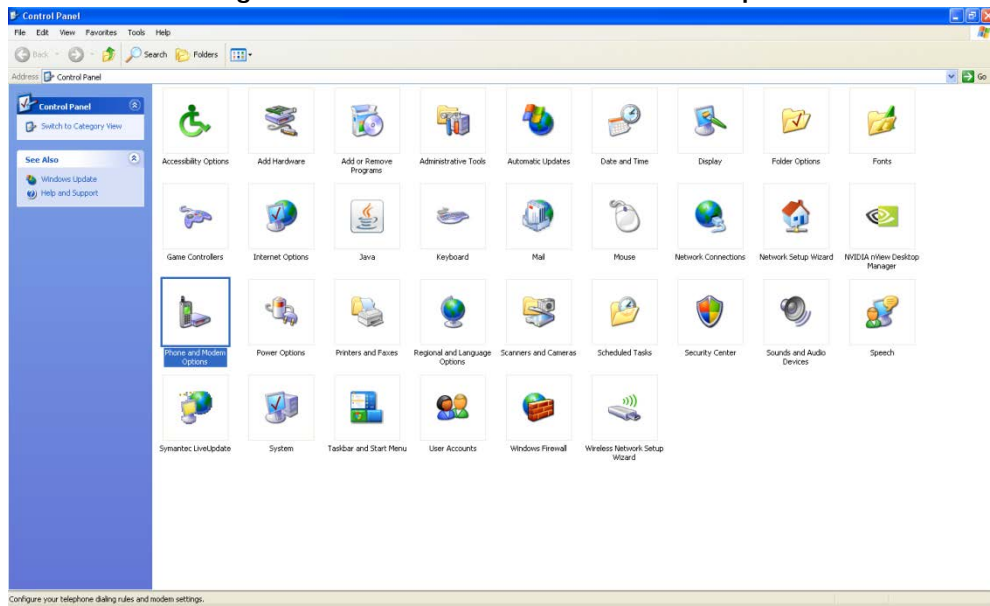 Control Panel
File Edit View Favorites Tools Help
Back Search Folders
Address Control Panel Go
Control Panel
Switch to Category View
See Also
Windows Update
Help and Support
Accessibility Options
Add Hardware
Add or Remove
Programs
Administrative Tools
Automatic Updates
Date and Time
Display
Folder Options
Fonts
Game Controllers
Internet Options
Java
Keyboard
Mail
Mouse
Network Connections
Network Setup Wizard
NVIDIA nView Desktop
Manager
Phone and Modem
Options
Power Options
Printers and Faxes
Regional and Language
Options
Scanners and Cameras
Scheduled Tasks
Security Center
Sounds and Audio
Devices
Speech
Symantec LiveUpdate
System
Taskbar and Start Menu
User Accounts
Windows Firewall
Wireless Network Setup
Wizard
Configure your telephone dialing rules and modem settings.